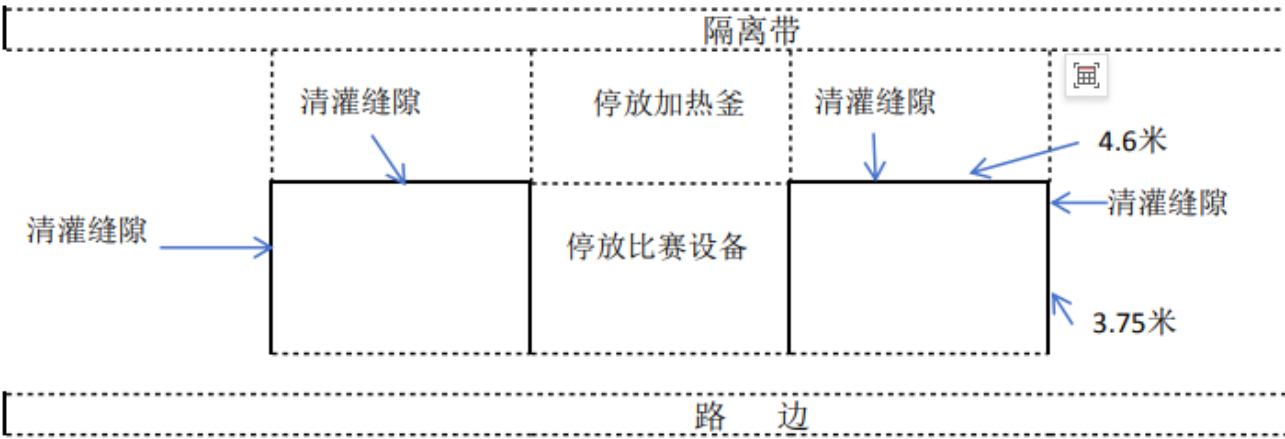 隔离带
清灌缝隙
停放加热釜
清灌缝隙
4.6米
清灌缝隙
清灌缝隙
停放比赛设备
3.75米
路 边